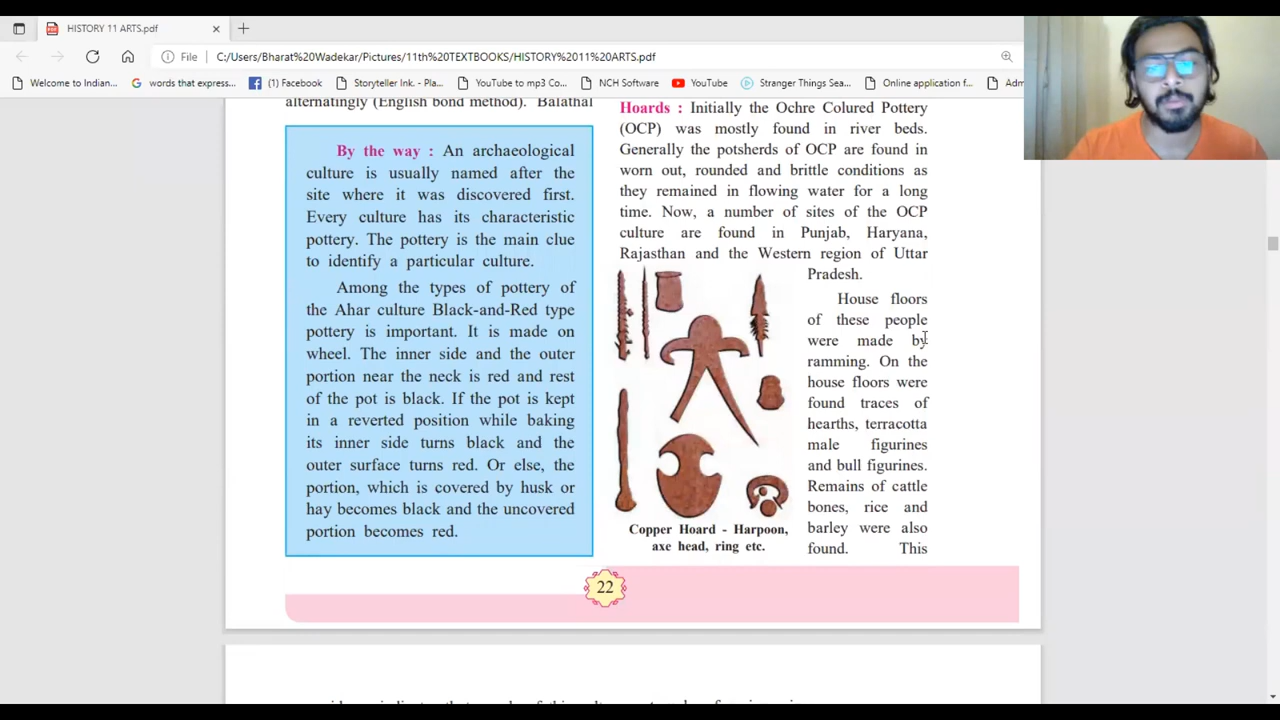 HISTORY 11 ARTS.pdf
File
C:/Users/Bharat%20Wadekar/Pictures/11th%20TEXTBOOKS/HISTORY%2011%20ARTS.pdf
Welcome to Indian...
words that express...
(1) Facebook
Storyteller Ink. - Pla...
YouTube to mp3 Co...
NCH Software
YouTube
Stranger Things Sea...
Online application f...
Adm
alternatingly (English bond method). Balathal
By the way : An archaeological
culture is usually named after the
site where it was discovered first.
Every culture has its characteristic
pottery. The pottery is the main clue
to identify a particular culture.
Among the types of pottery of
the Ahar culture Black-and-Red type
pottery is important. It is made on
wheel. The inner side and the outer
portion near the neck is red and rest
of the pot is black. If the pot is kept
in a reverted position while baking
its inner side turns black and the
outer surface turns red. Or else, the
portion, which is covered by husk or
hay becomes black and the uncovered
portion becomes red.
Hoards : Initially the Ochre Colured Pottery
(OCP) was mostly found in river beds.
Generally the potsherds of OCP are found in
worn out, rounded and brittle conditions as
they remained in flowing water for a long
time. Now, a number of sites of the OCP
culture are found in Punjab, Haryana,
Rajasthan and the Western region of Uttar
Pradesh.
House floors
of these people
were made by
ramming. On the
house floors were
found traces of
hearths, terracotta
male figurines
and bull figurines.
Remains of cattle
bones, rice and
barley were also
found. This
Copper Hoard - Harpoon,
axe head, ring etc.
22